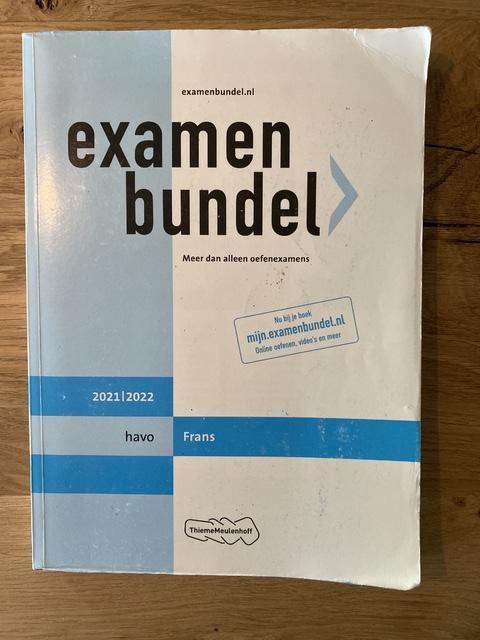 examenbundel.nl
examen
bundel
Meer dan alleen oefenexamens
Nu bij je boek
mijn.examenbundel.nl
Online oefenen, video's en meer
2021|2022
havo
Frans
ThiemeMeulenhoff